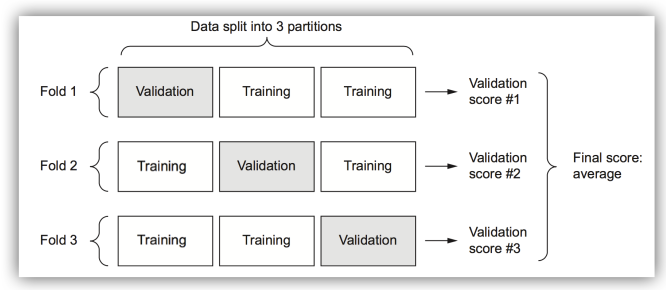 Data split into 3 partitions
Fold 1
Validation
Training
Training
Validation
score #1
Fold 2
Training
Validation
Training
Validation
score #2
Final score:
average
Fold 3
Training
Training
Validation
Validation
score #3